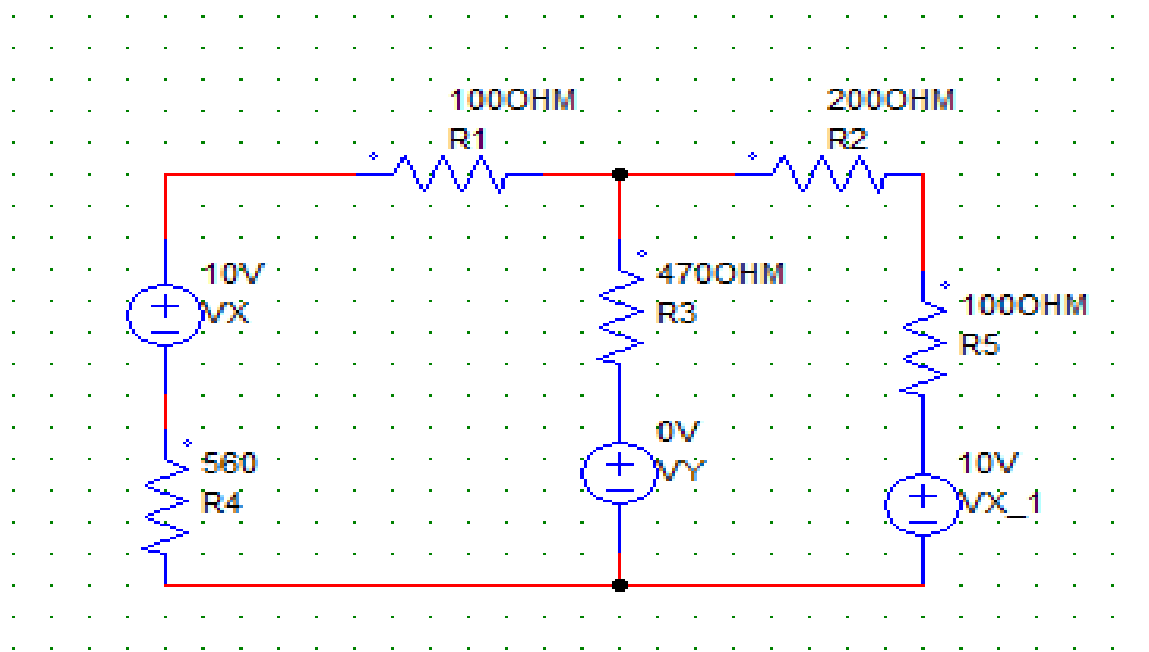 100OHM
R1
200OHM
R2
10V
VX
470OHM
R3
100OHM
R5
560
R4
0V
VY
10V
VX_1